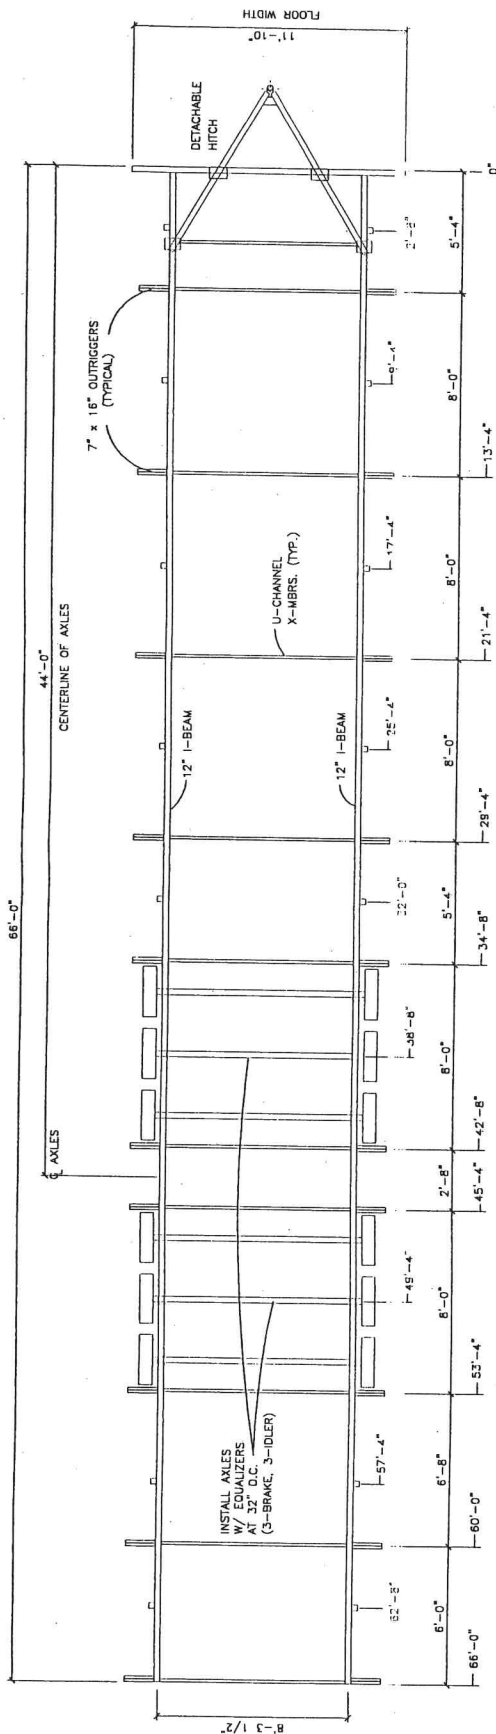 66'-0"
44'-0"
CENTERLINE OF AXLES
℄ AXLES
FLOOR WIDTH
11'-10"
DETACHABLE
HITCH
7" x 16" OUTRIGGERS
(TYPICAL)
U-CHANNEL
X-MBRS. (TYP.)
12" I-BEAM
12" I-BEAM
INSTALL AXLES
W/ EQUALIZERS
AT 32" O.C.
(3-BRAKE, 3-IDLER)
8'-3 1/2"
62'-8"
57'-4"
49'-4"
38'-8"
32'-0"
25'-4"
17'-4"
9'-4"
6'-0"
6'-8"
8'-0"
2'-8"
8'-0"
5'-4"
8'-0"
8'-0"
8'-0"
5'-4"
66'-0"
60'-0"
53'-4"
45'-4"
42'-8"
34'-8"
29'-4"
21'-4"
13'-4"
0"